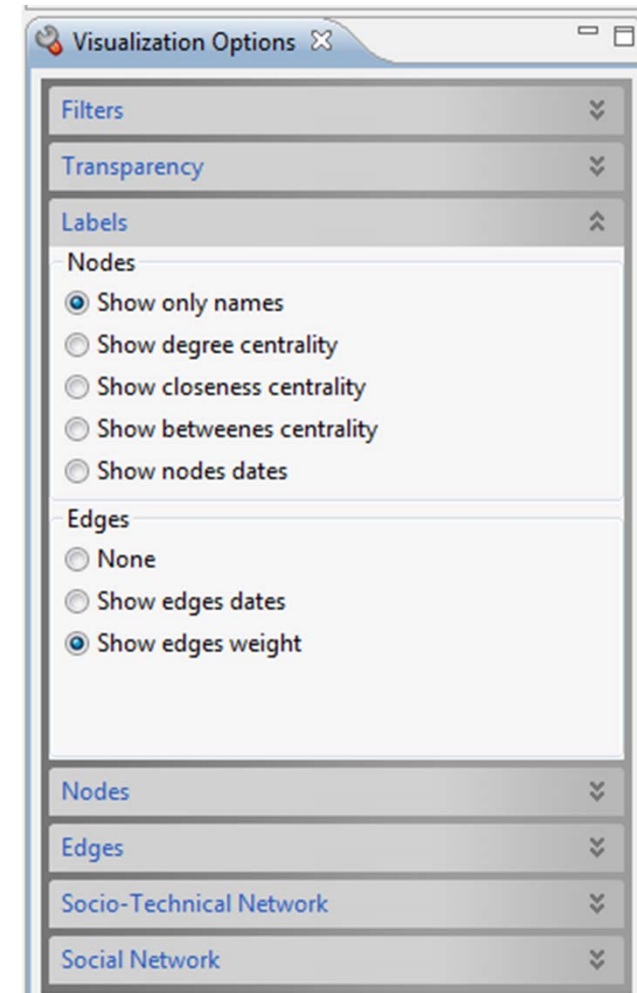 Visualization Options
Filters
Transparency
Labels
Nodes
Show only names
Show degree centrality
Show closeness centrality
Show betweenes centrality
Show nodes dates
Edges
None
Show edges dates
Show edges weight
Nodes
Edges
Socio-Technical Network
Social Network